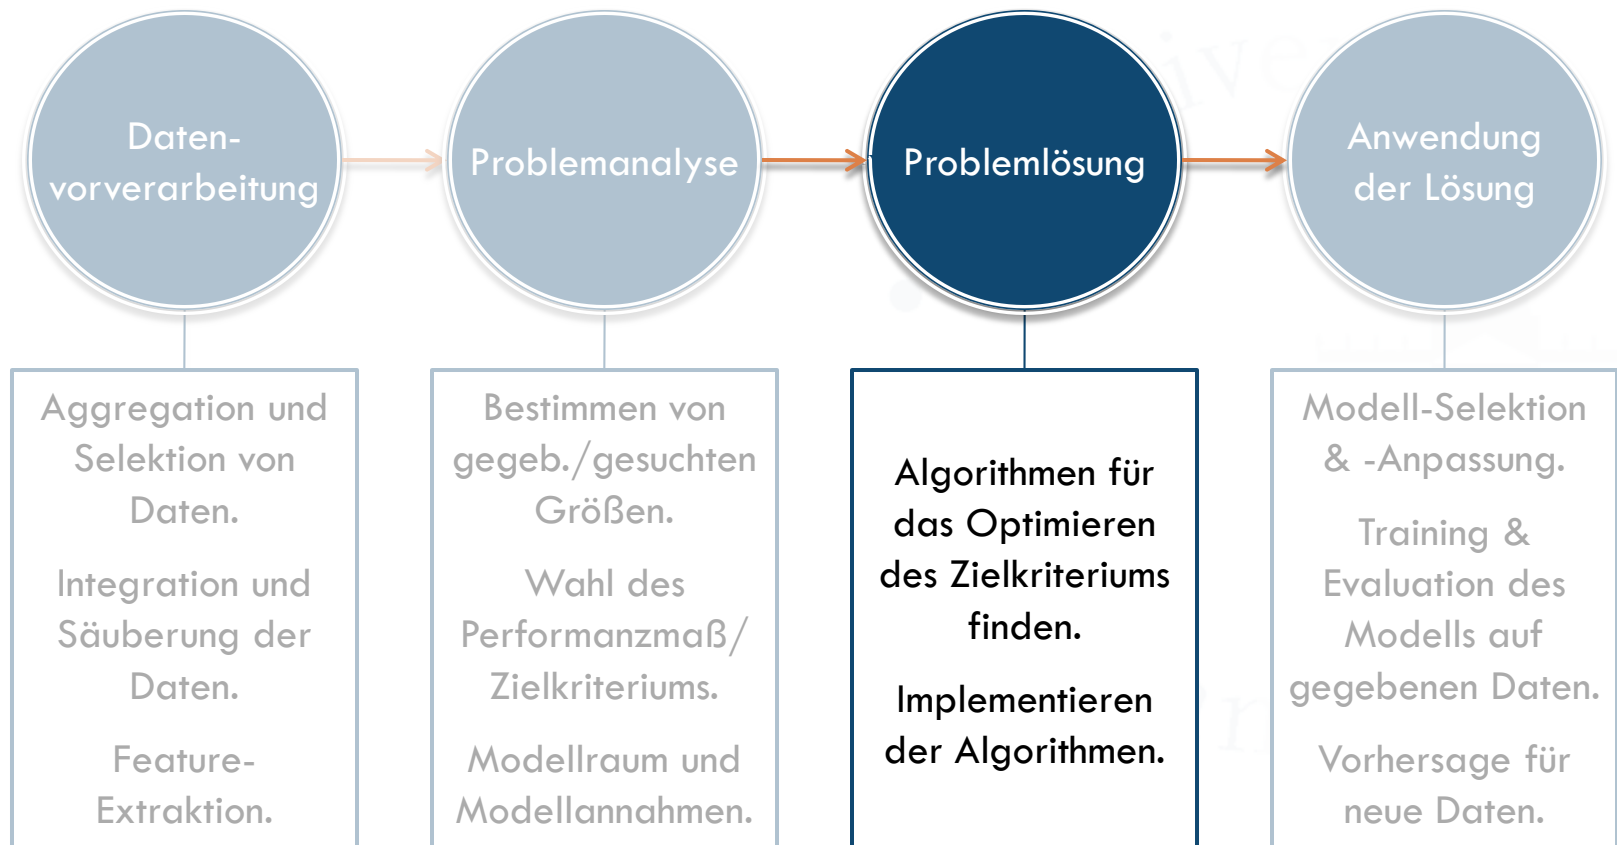 Daten-
vorverarbeitung
Problemanalyse
Problemlösung
Anwendung
der Lösung
Aggregation und
Selektion von
Daten.
Integration und
Säuberung der
Daten.
Feature-
Extraktion.
Bestimmen von
gegeb./gesuchten
Größen.
Wahl des
Performanzmaß/
Zielkriteriums.
Modellraum und
Modellannahmen.
Algorithmen für
das Optimieren
des Zielkriteriums
finden.
Implementieren
der Algorithmen.
Modell-Selektion
& -Anpassung.
Training &
Evaluation des
Modells auf
gegebenen Daten.
Vorhersage für
neue Daten.